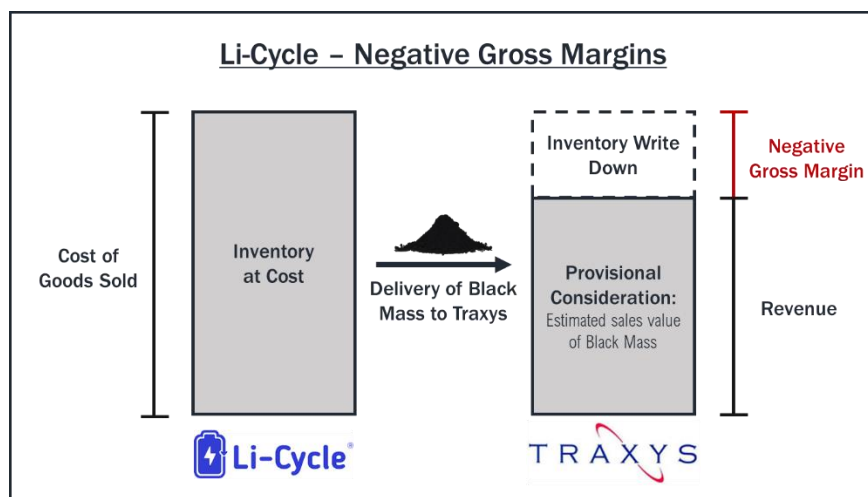 Li-Cycle – Negative Gross Margins
Cost of
Goods Sold
Inventory
at Cost
Delivery of Black
Mass to Traxys
Inventory Write
Down
Provisional
Consideration:
Estimated sales value
of Black Mass
Negative
Gross Margin
Revenue
Li-Cycle®
TRAXYS